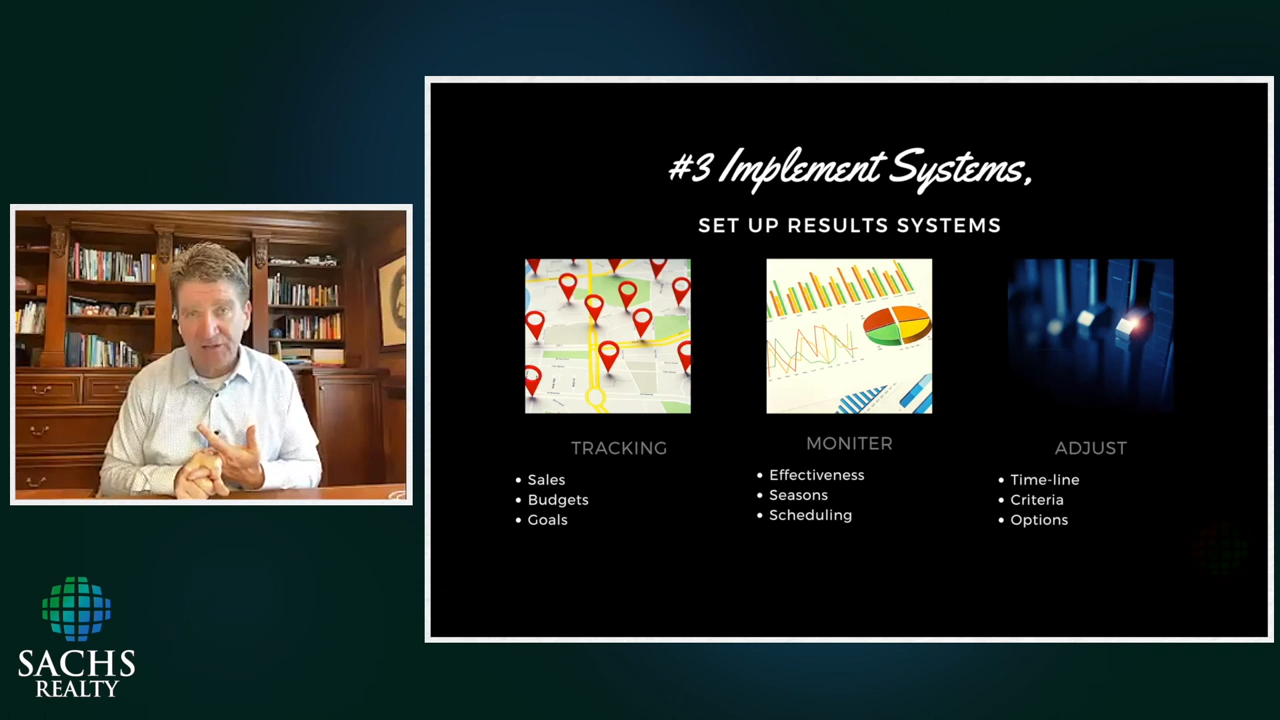 #3 Implement Systems,
SET UP RESULTS SYSTEMS
TRACKING
• Sales
• Budgets
• Goals
MONITER
• Effectiveness
• Seasons
• Scheduling
ADJUST
• Time-line
• Criteria
• Options
SACHS
REALTY